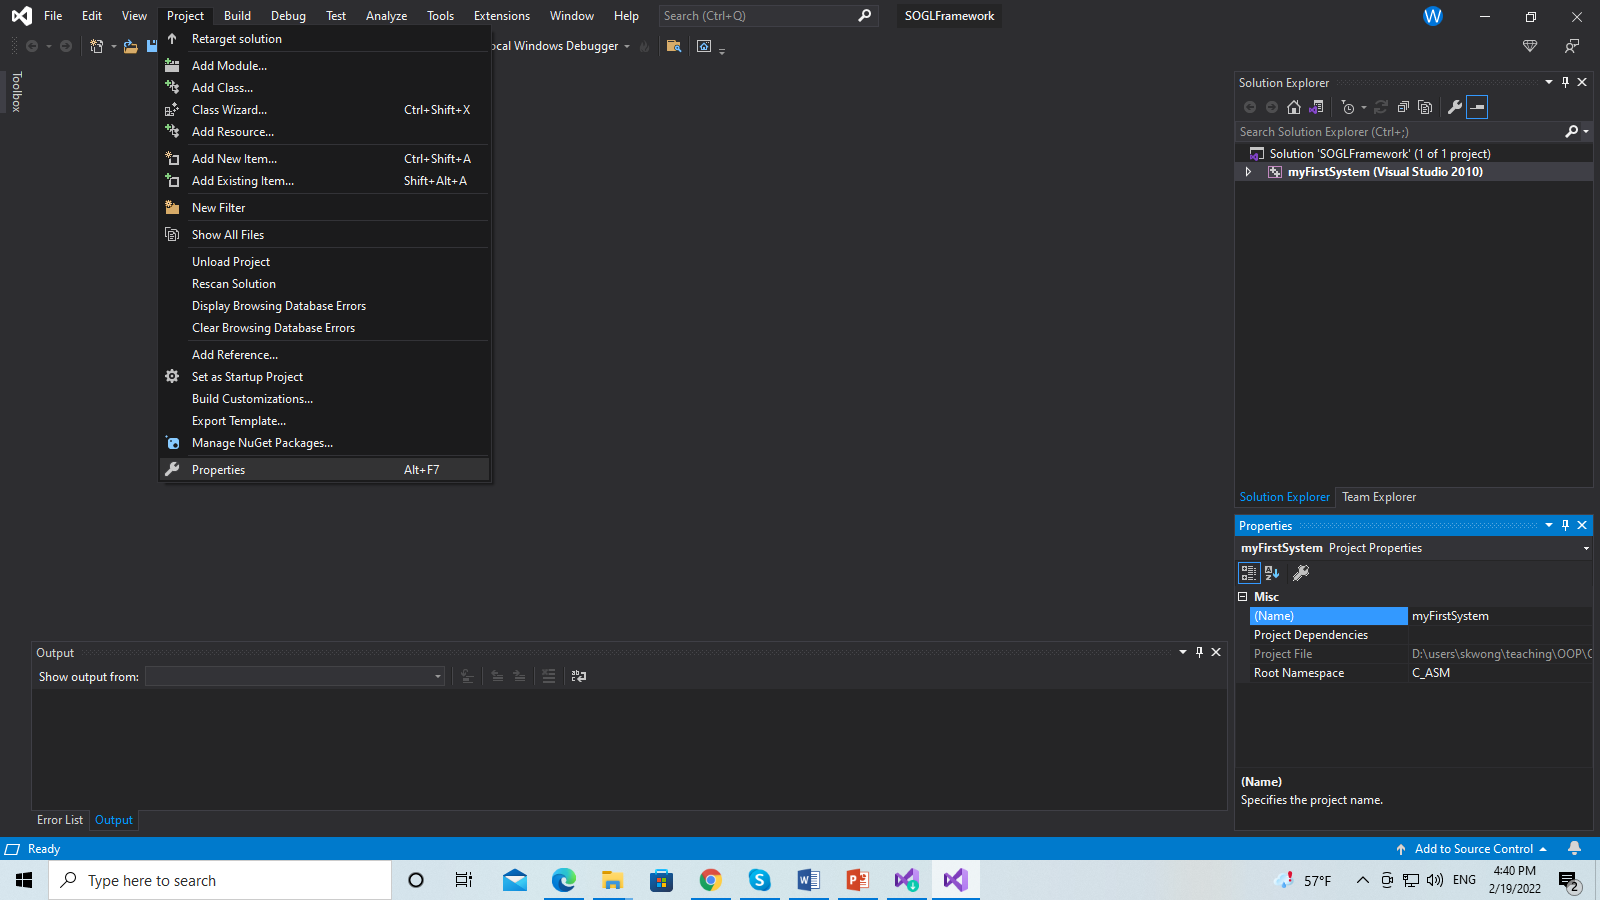 File Edit View Project Build Debug Test Analyze Tools Extensions Window Help Search (Ctrl+Q) SOGLFramework W
ocal Windows Debugger
Toolbox
Retarget solution
Add Module...
Add Class...
Class Wizard... Ctrl+Shift+X
Add Resource...
Add New Item... Ctrl+Shift+A
Add Existing Item... Shift+Alt+A
New Filter
Show All Files
Unload Project
Rescan Solution
Display Browsing Database Errors
Clear Browsing Database Errors
Add Reference...
Set as Startup Project
Build Customizations...
Export Template...
Manage NuGet Packages...
Properties Alt+F7
Solution Explorer
Search Solution Explorer (Ctrl+;)
Solution 'SOGLFramework' (1 of 1 project)
myFirstSystem (Visual Studio 2010)
Solution Explorer Team Explorer
Properties
myFirstSystem Project Properties
Misc
(Name) myFirstSystem
Project Dependencies
Project File D:\users\skwong\teaching\OOP\C
Root Namespace C_ASM
(Name)
Specifies the project name.
Output
Show output from:
Error List Output
Ready
Add to Source Control
Type here to search
57°F
ENG
4:40 PM
2/19/2022
2